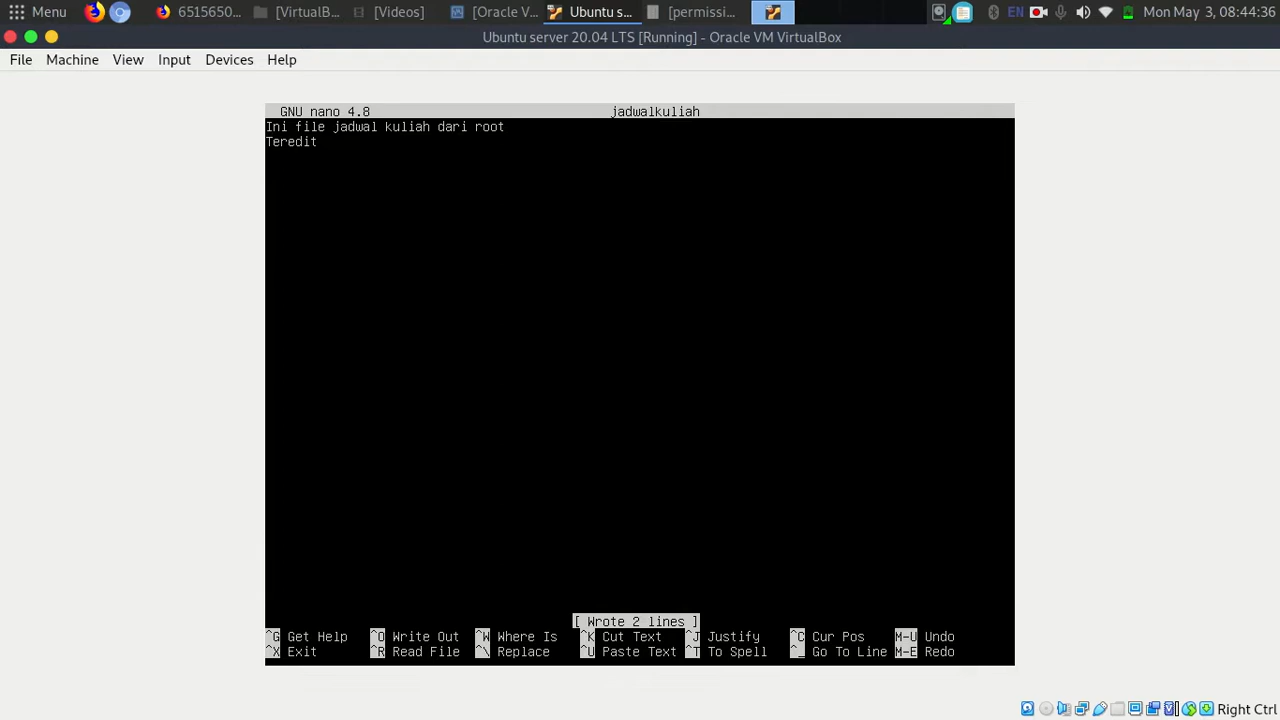 Menu 6515650... [VirtualB... [Videos] [Oracle V... Ubuntu s... [permissi... EN Mon May 3, 08:44:36
Ubuntu server 20.04 LTS [Running] - Oracle VM VirtualBox
File Machine View Input Devices Help
GNU nano 4.8 jadwalkuliah
Ini file jadwal kuliah dari root
Teredit
[ Wrote 2 lines ]
^G Get Help ^O Write Out ^W Where Is ^K Cut Text ^J Justify ^C Cur Pos M-U Undo
^X Exit ^R Read File ^\ Replace ^U Paste Text ^T To Spell ^_ Go To Line M-E Redo
Right Ctrl